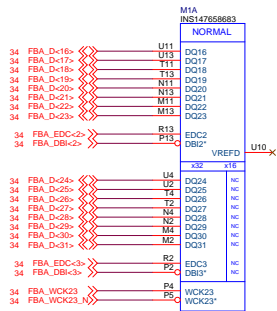 M1A
INS147658683
NORMAL
34 FBA_D<16> U11 DQ16
34 FBA_D<17> U13 DQ17
34 FBA_D<18> T11 DQ18
34 FBA_D<19> T13 DQ19
34 FBA_D<20> N11 DQ20
34 FBA_D<21> N13 DQ21
34 FBA_D<22> M11 DQ22
34 FBA_D<23> M13 DQ23
34 FBA_EDC<2> R13 EDC2
34 FBA_DBI<2> P13 DBI2*
VREFD U10
x32 x16
34 FBA_D<24> U4 DQ24 NC
34 FBA_D<25> U2 DQ25 NC
34 FBA_D<26> T4 DQ26 NC
34 FBA_D<27> T2 DQ27 NC
34 FBA_D<28> N4 DQ28 NC
34 FBA_D<29> N2 DQ29 NC
34 FBA_D<30> M4 DQ30 NC
34 FBA_D<31> M2 DQ31 NC
34 FBA_EDC<3> R2 EDC3 NC
34 FBA_DBI<3> P2 DBI3* NC
34 FBA_WCK23 P4 WCK23
34 FBA_WCK23_N P5 WCK23*